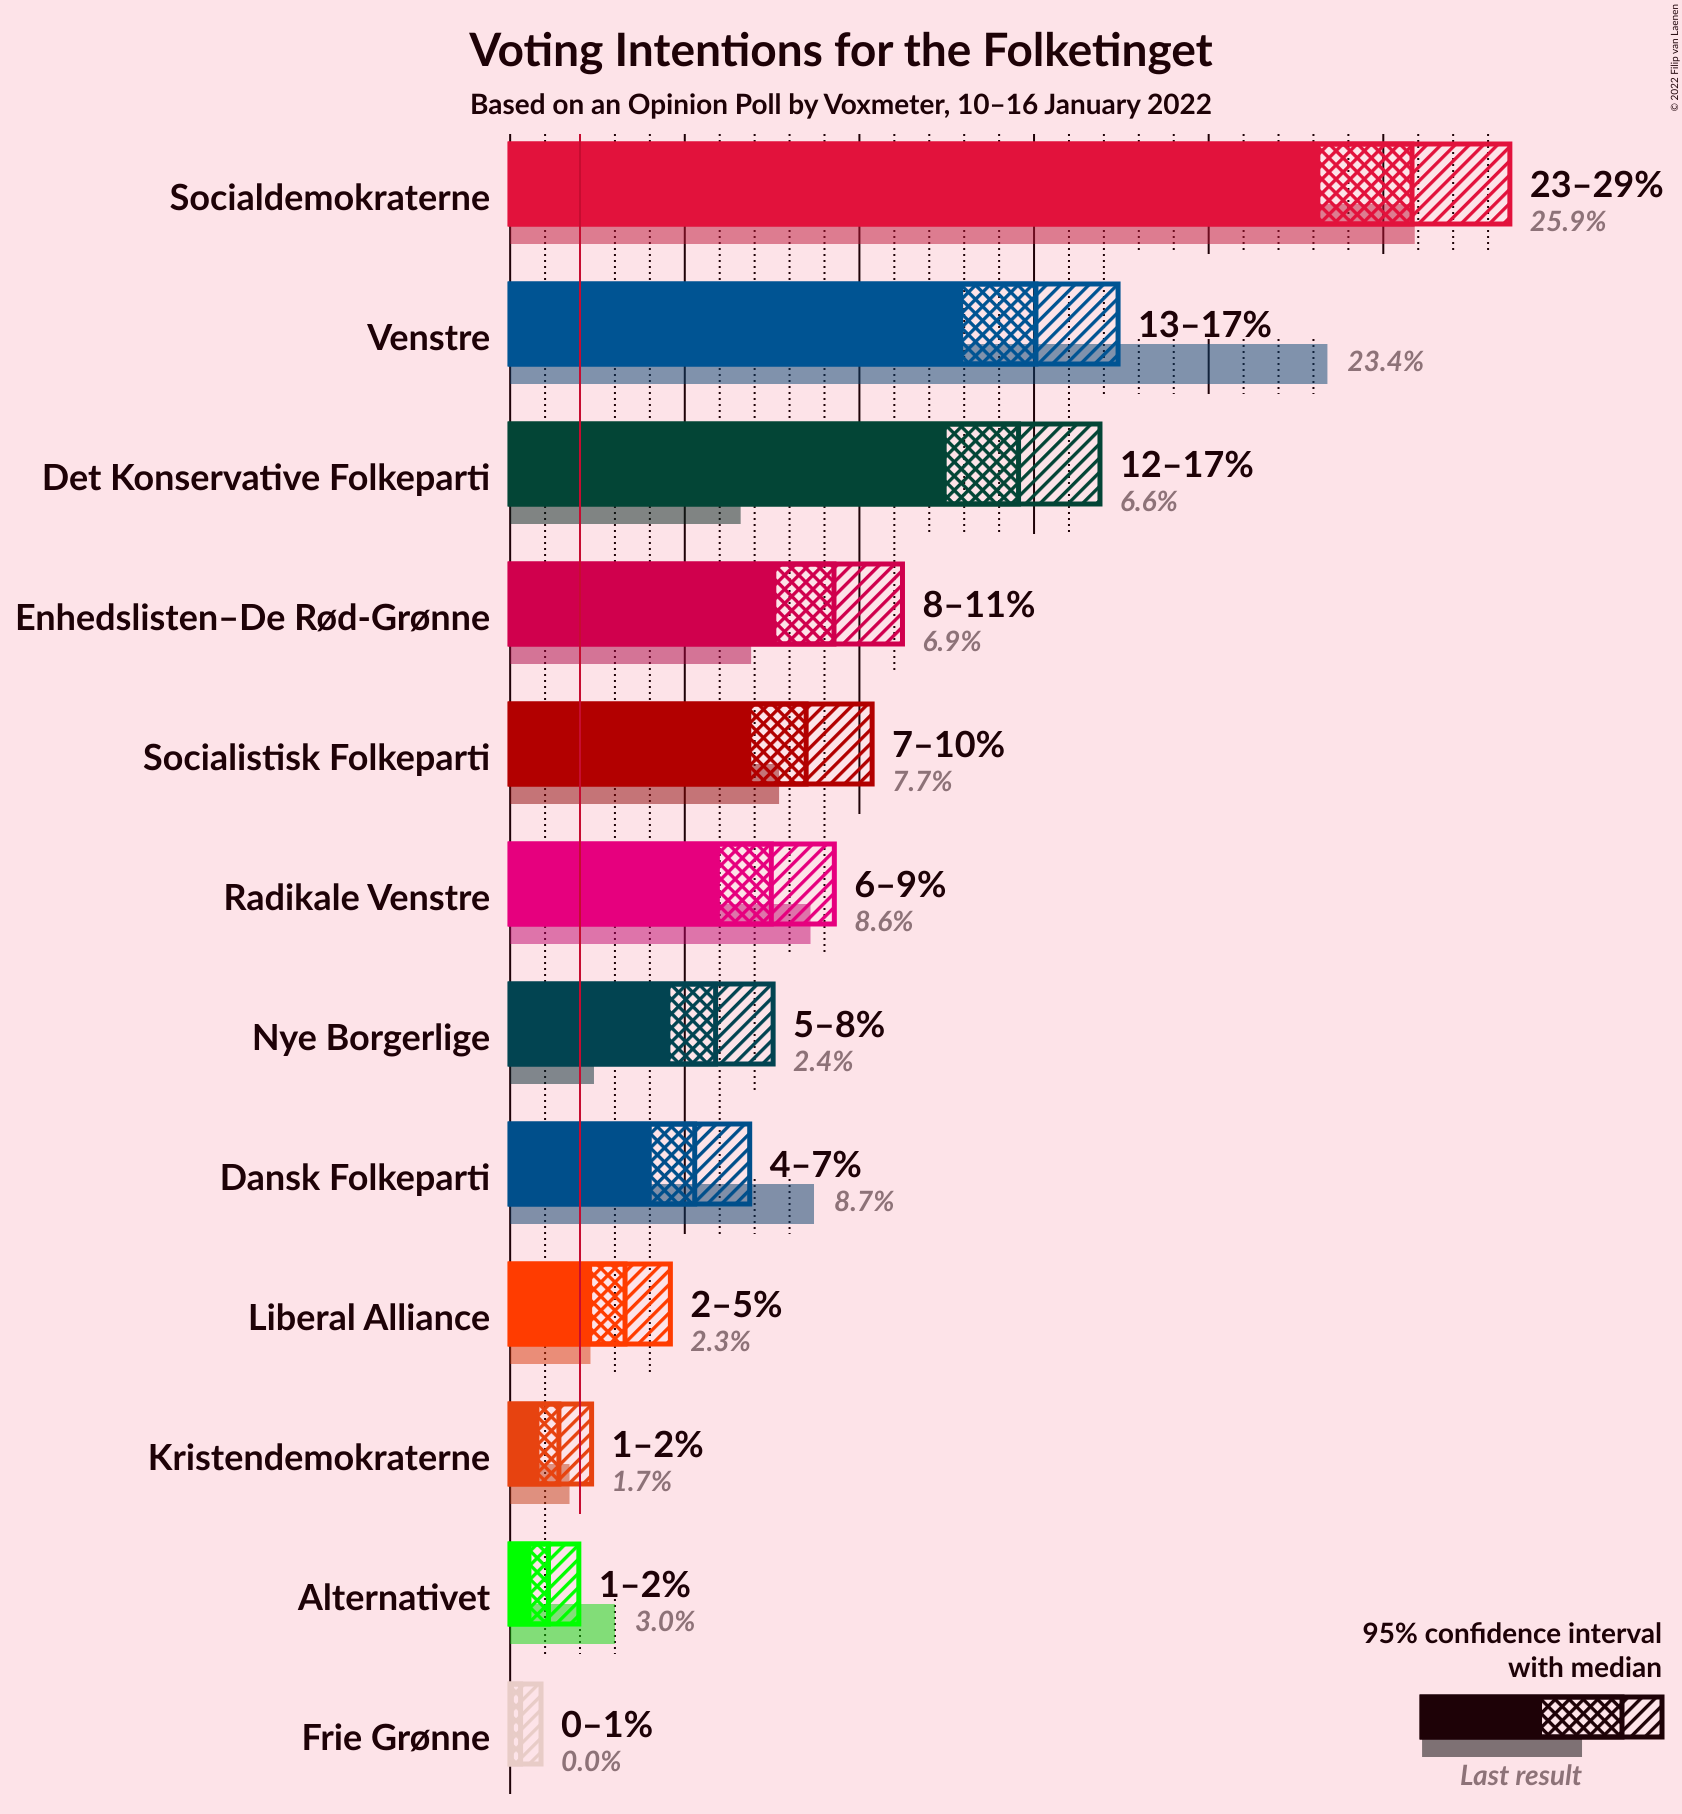 Voting Intentions for the Folketinget
Based on an Opinion Poll by Voxmeter, 10–16 January 2022
© 2022 Filip van Laenen
Socialdemokraterne
23–29%
25.9%
Venstre
13–17%
23.4%
Det Konservative Folkeparti
12–17%
6.6%
Enhedslisten–De Rød-Grønne
8–11%
6.9%
Socialistisk Folkeparti
7–10%
7.7%
Radikale Venstre
6–9%
8.6%
Nye Borgerlige
5–8%
2.4%
Dansk Folkeparti
4–7%
8.7%
Liberal Alliance
2–5%
2.3%
Kristendemokraterne
1–2%
1.7%
Alternativet
1–2%
3.0%
Frie Grønne
0–1%
0.0%
95% confidence interval
with median
Last result